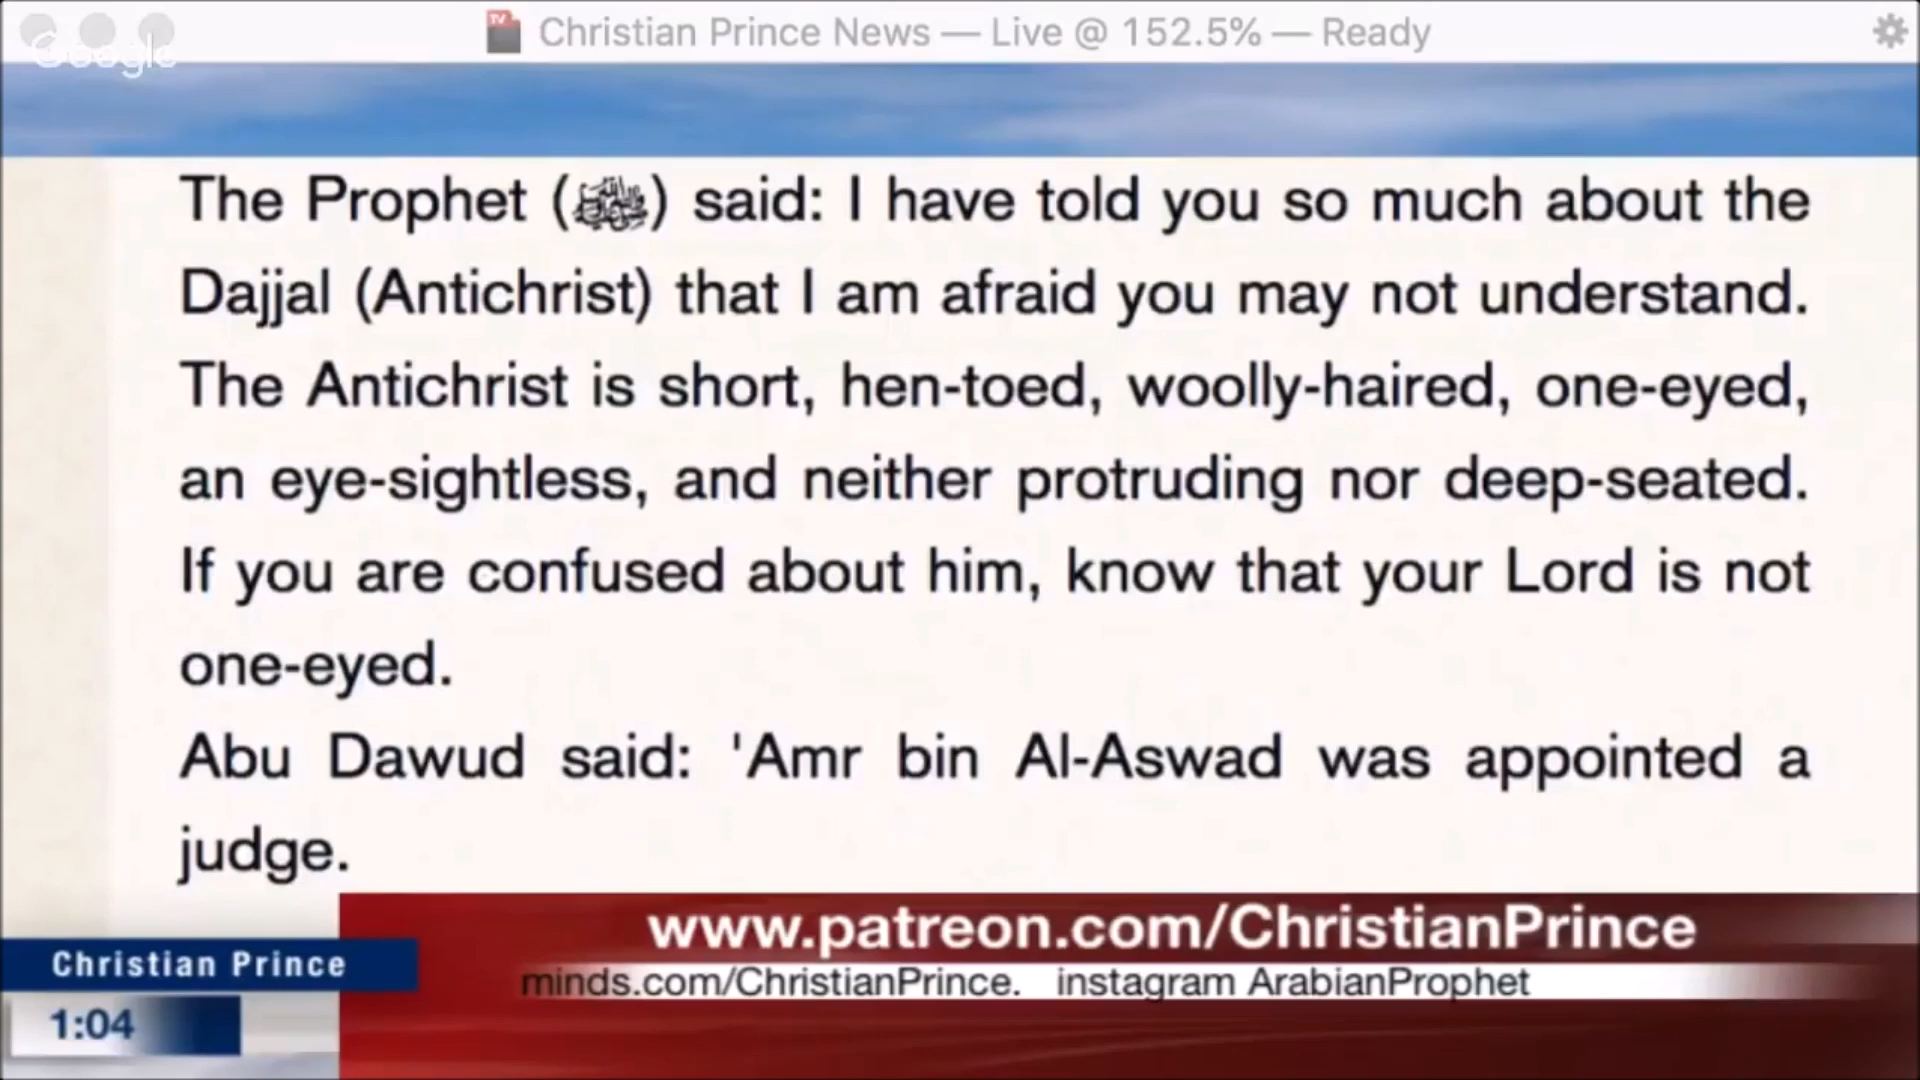 Christian Prince News — Live @ 152.5% — Ready
Google
The Prophet (ﷺ) said: I have told you so much about the
Dajjal (Antichrist) that I am afraid you may not understand.
The Antichrist is short, hen-toed, woolly-haired, one-eyed,
an eye-sightless, and neither protruding nor deep-seated.
If you are confused about him, know that your Lord is not
one-eyed.
Abu Dawud said: 'Amr bin Al-Aswad was appointed a
judge.
www.patreon.com/ChristianPrince
Christian Prince
minds.com/ChristianPrince. instagram ArabianProphet
1:04